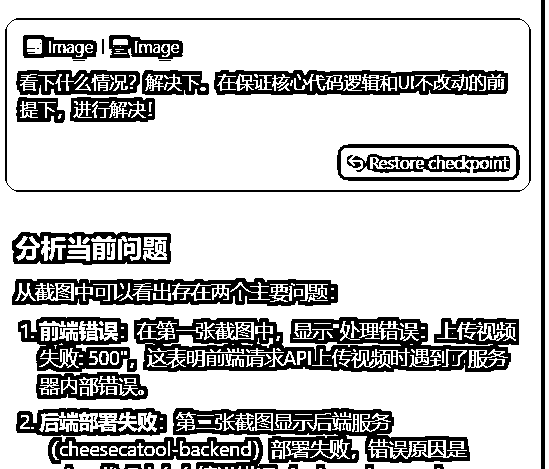 Image | Image
看下什么情况？解决下。在保证核心代码逻辑和UI不改动的前
提下，进行解决！
Restore checkpoint
分析当前问题
从截图中可以看出存在两个主要问题：
1. 前端错误：在第一张截图中，显示"处理错误：上传视频
失败: 500"，这表明前端请求API上传视频时遇到了服务
器内部错误。
2. 后端部署失败：第二张截图显示后端服务
（cheesecatool-backend）部署失败，错误原因是